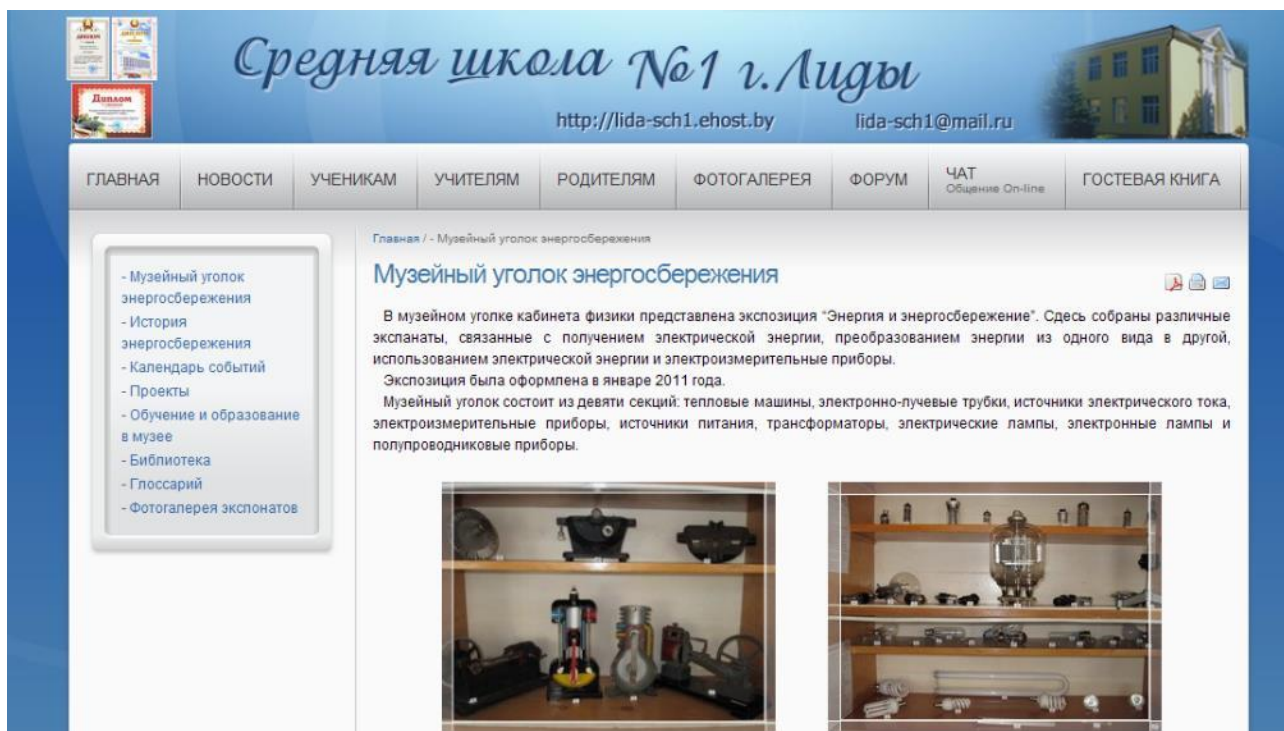 Диплом
Средняя школа №1 г.Лиды
http://lida-sch1.ehost.by lida-sch1@mail.ru
ГЛАВНАЯ НОВОСТИ УЧЕНИКАМ УЧИТЕЛЯМ РОДИТЕЛЯМ ФОТОГАЛЕРЕЯ ФОРУМ ЧАТ ГОСТЕВАЯ КНИГА
Общение On-line
- Музейный уголок
энергосбережения
- История
энергосбережения
- Календарь событий
- Проекты
- Обучение и образование
в музее
- Библиотека
- Глоссарий
- Фотогалерея экспонатов
Главная / - Музейный уголок энергосбережения
Музейный уголок энергосбережения
В музейном уголке кабинета физики представлена экспозиция “Энергия и энергосбережение”. Сдесь собраны различные
экспанаты, связанные с получением электрической энергии, преобразованием энергии из одного вида в другой,
использованием электрической энергии и электроизмерительные приборы.
Экспозиция была оформлена в январе 2011 года.
Музейный уголок состоит из девяти секций: тепловые машины, электронно-лучевые трубки, источники электрического тока,
электроизмерительные приборы, источники питания, трансформаторы, электрические лампы, электронные лампы и
полупроводниковые приборы.